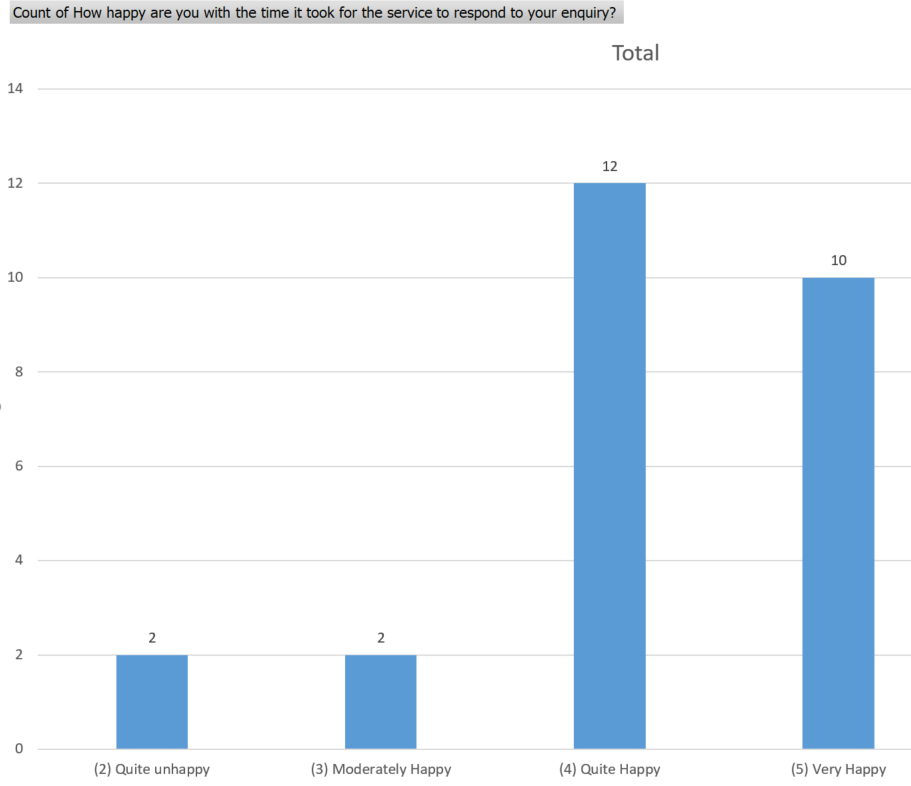 Count of How happy are you with the time it took for the service to respond to your enquiry?
Total
14
12
12
10
10
8
6
4
2
2
2
0
(2) Quite unhappy
(3) Moderately Happy
(4) Quite Happy
(5) Very Happy